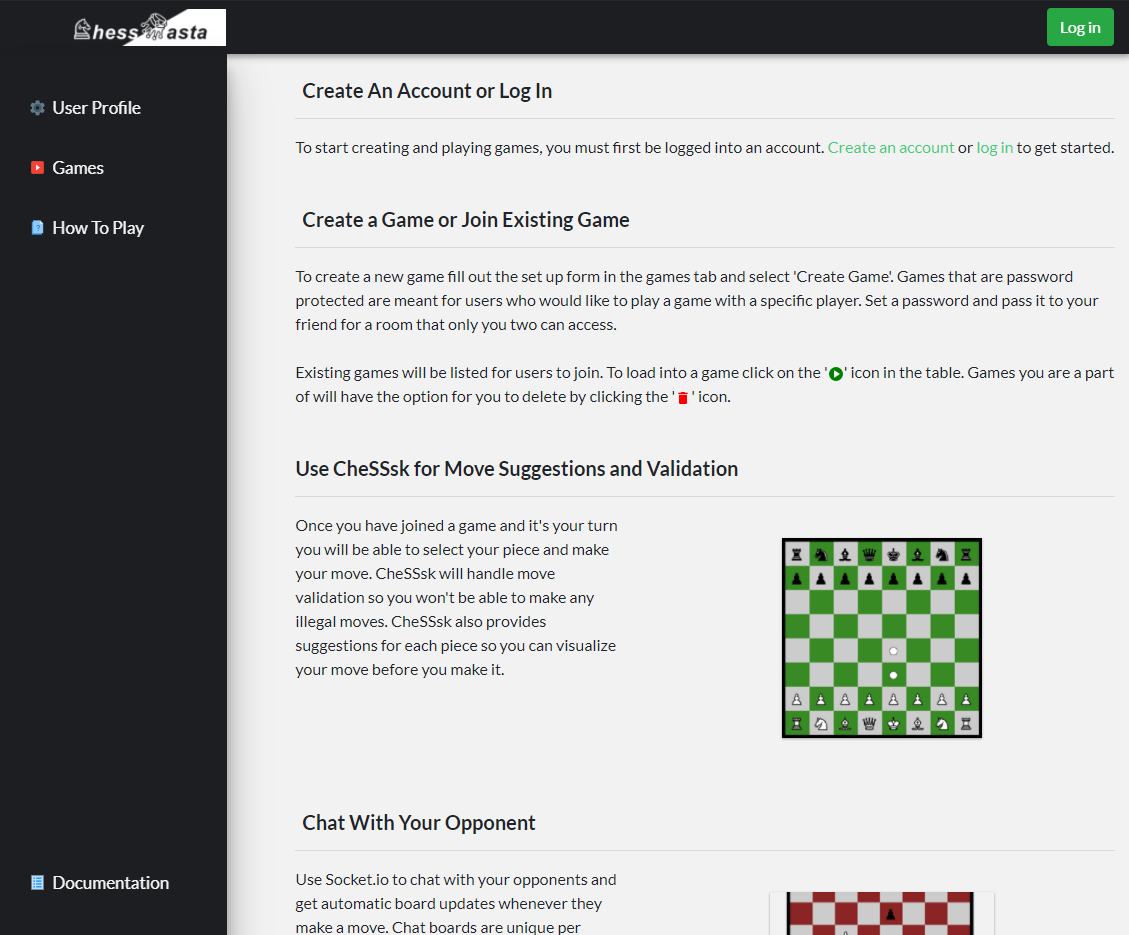 Chess Masta
Log in
User Profile
Games
How To Play
Documentation
Create An Account or Log In
To start creating and playing games, you must first be logged into an account. Create an account or log in to get started.
Create a Game or Join Existing Game
To create a new game fill out the set up form in the games tab and select 'Create Game'. Games that are password
protected are meant for users who would like to play a game with a specific player. Set a password and pass it to your
friend for a room that only you two can access.
Existing games will be listed for users to join. To load into a game click on the '' icon in the table. Games you are a part
of will have the option for you to delete by clicking the '' icon.
Use CheSSsk for Move Suggestions and Validation
Once you have joined a game and it's your turn
you will be able to select your piece and make
your move. CheSSsk will handle move
validation so you won't be able to make any
illegal moves. CheSSsk also provides
suggestions for each piece so you can visualize
your move before you make it.
Chat With Your Opponent
Use Socket.io to chat with your opponents and
get automatic board updates whenever they
make a move. Chat boards are unique per